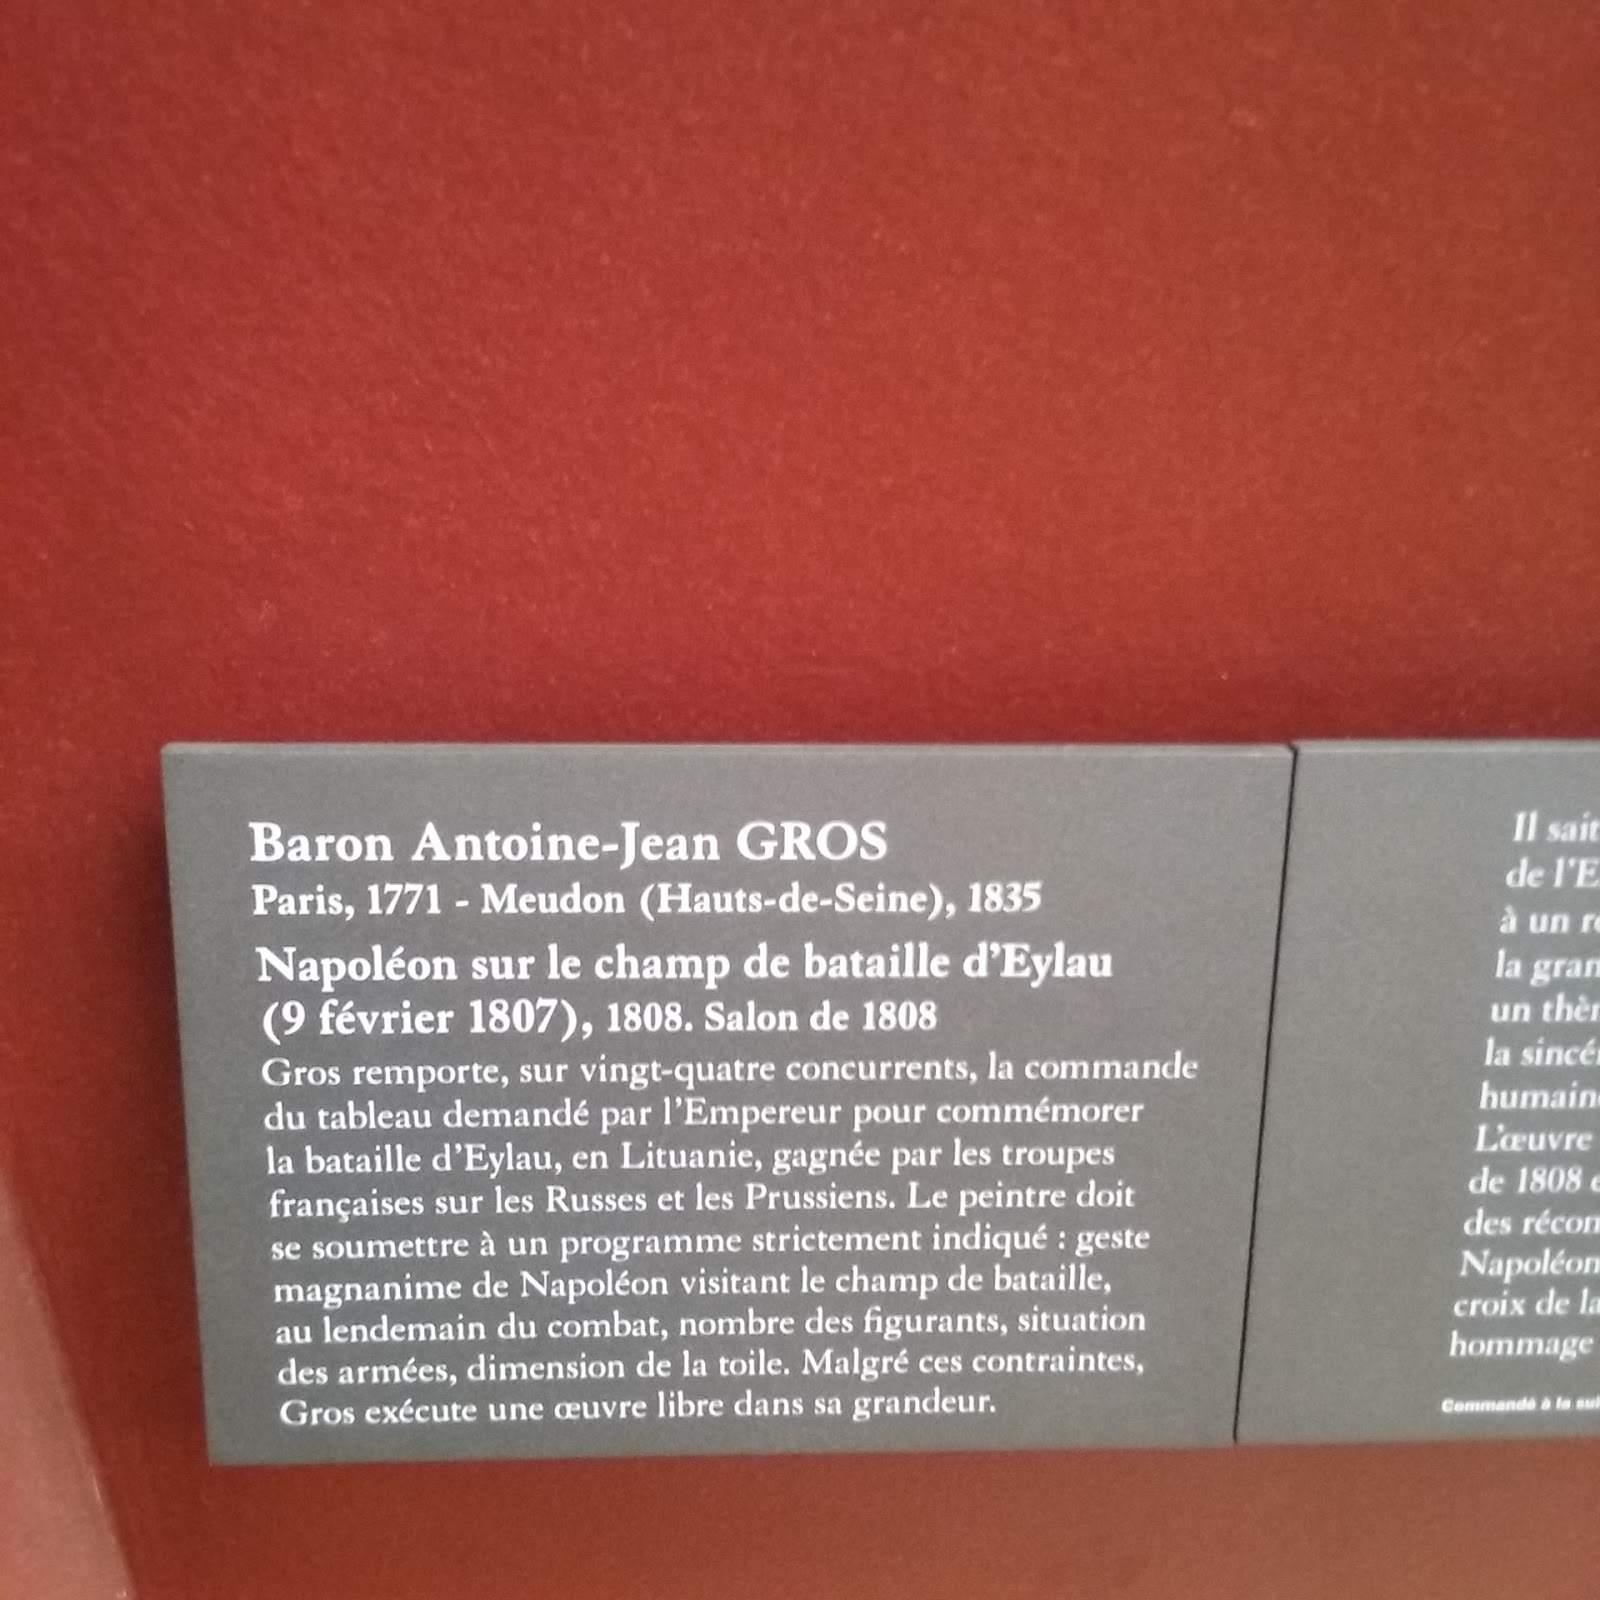 Baron Antoine-Jean GROS
Paris, 1771 - Meudon (Hauts-de-Seine), 1835
Napoléon sur le champ de bataille d'Eylau
(9 février 1807), 1808. Salon de 1808
Gros remporte, sur vingt-quatre concurrents, la commande
du tableau demandé par l'Empereur pour commémorer
la bataille d'Eylau, en Lituanie, gagnée par les troupes
françaises sur les Russes et les Prussiens. Le peintre doit
se soumettre à un programme strictement indiqué : geste
magnanime de Napoléon visitant le champ de bataille,
au lendemain du combat, nombre des figurants, situation
des armées, dimension de la toile. Malgré ces contraintes,
Gros exécute une œuvre libre dans sa grandeur.
Il sait
de l'E
à un
la gran
un
la
L'œuvre
de 1808
des
Napoléon
croix de la
hommage
Commandé à la